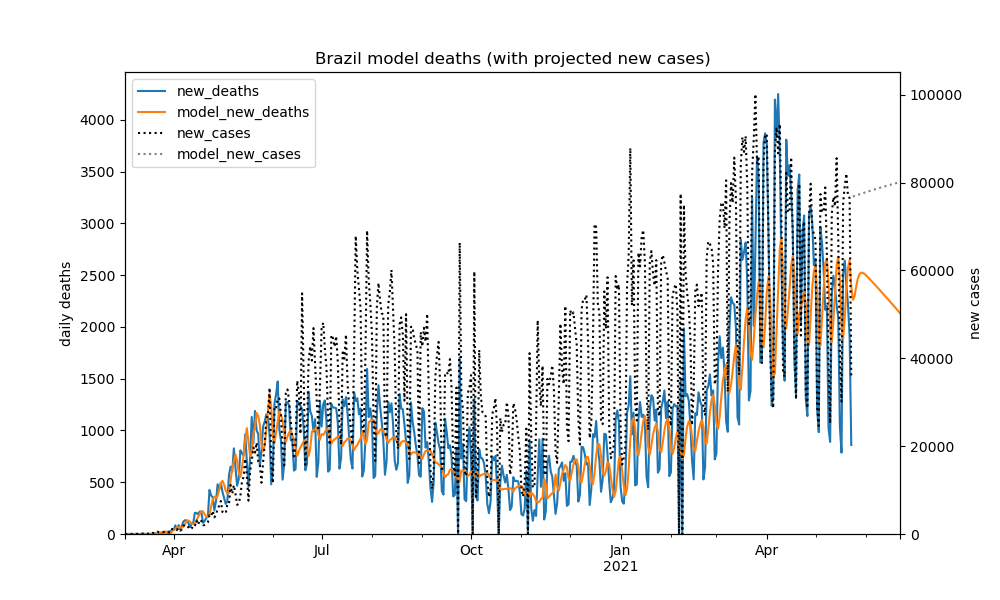 Brazil model deaths (with projected new cases)
new_deaths
model_new_deaths
new_cases
model_new_cases
daily deaths
4000
3500
3000
2500
2000
1500
1000
500
0
new cases
100000
80000
60000
40000
20000
0
Apr
Jul
Oct
Jan
2021
Apr